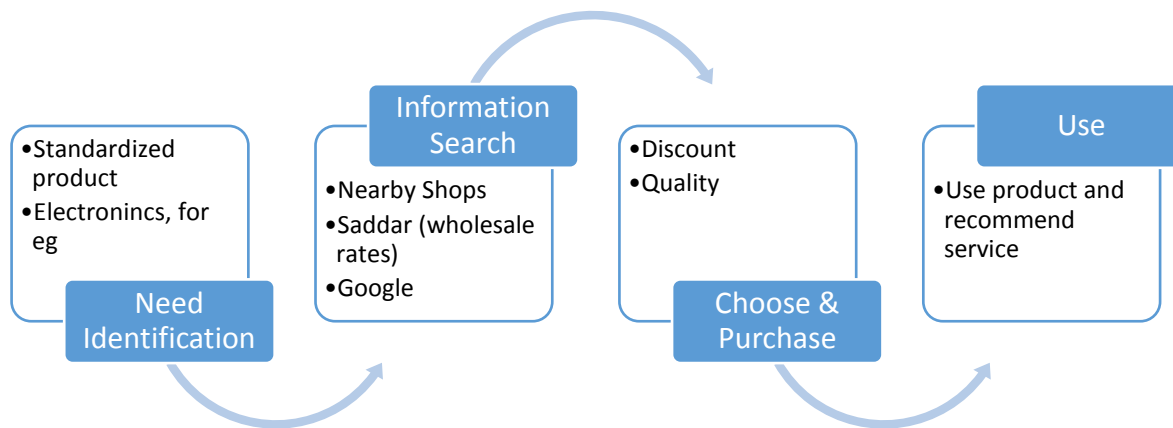 •Standardized
product
•Electronincs, for
eg
Need
Identification
Information
Search
•Nearby Shops
•Saddar (wholesale
rates)
•Google
•Discount
•Quality
Choose &
Purchase
Use
•Use product and
recommend
service